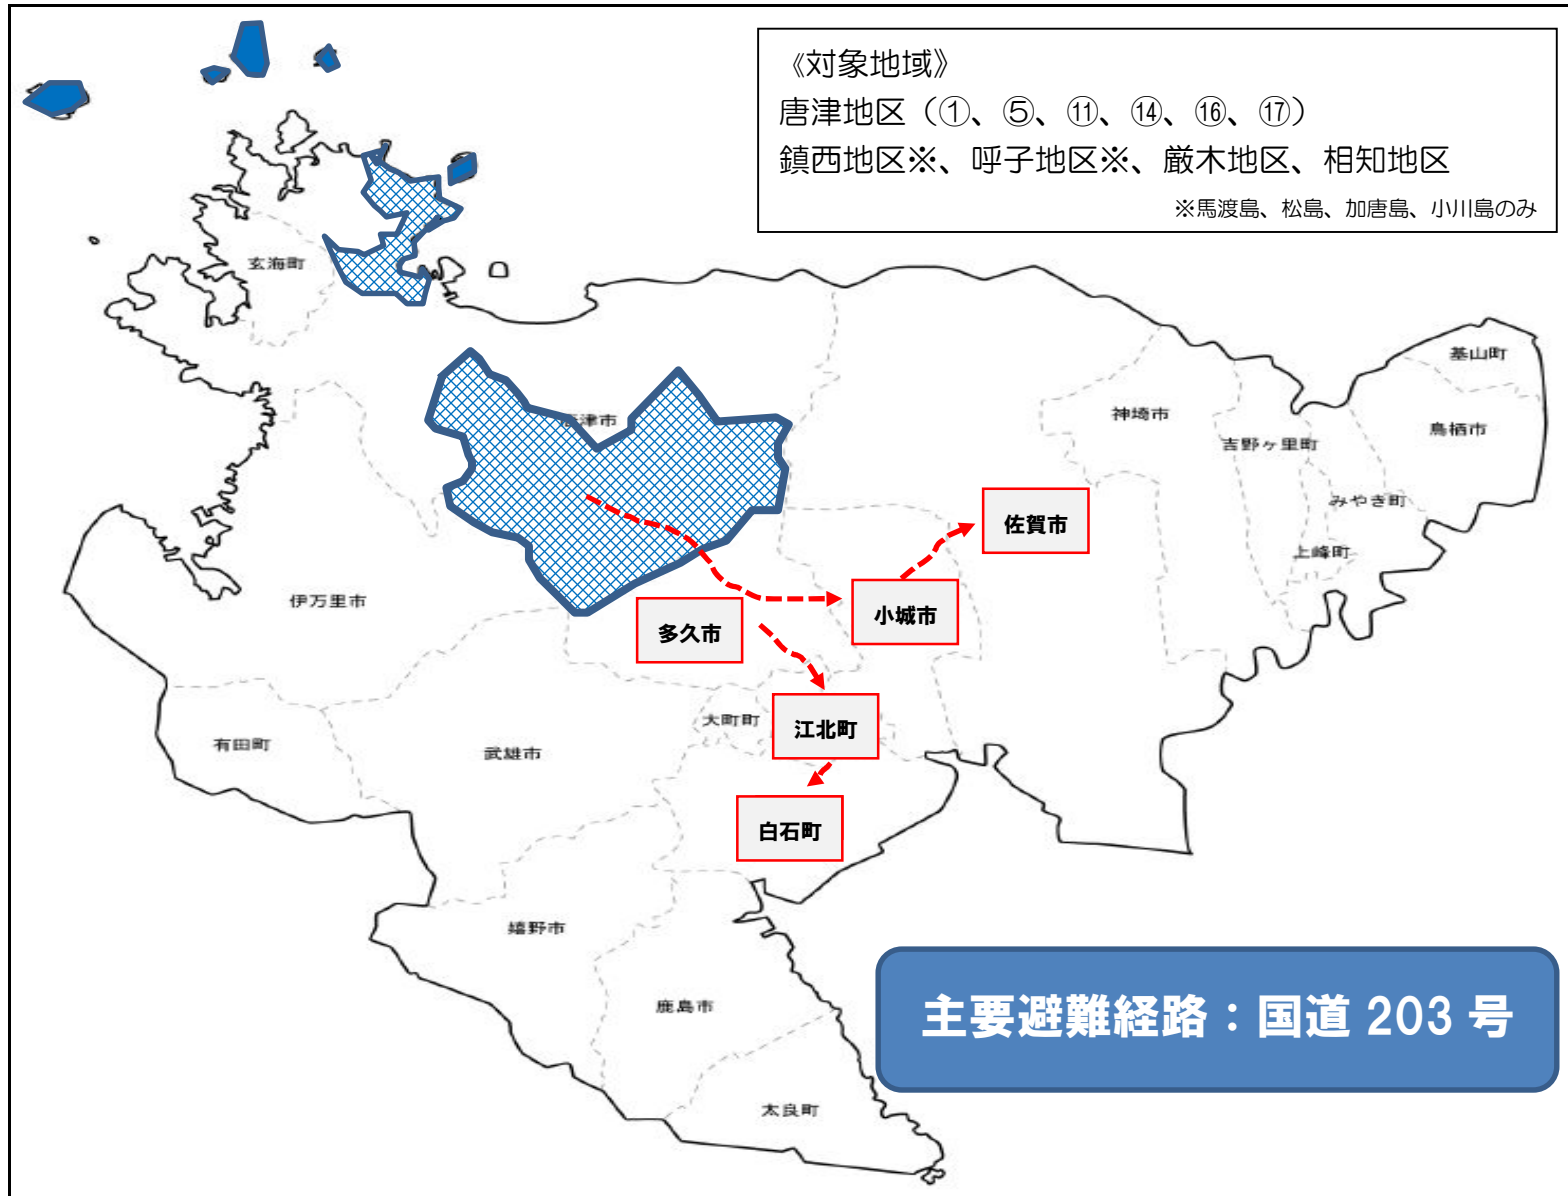 《対象地域》
唐津地区（①、⑤、⑪、⑭、⑯、⑰）
鎮西地区※、呼子地区※、厳木地区、相知地区
※馬渡島、松島、加唐島、小川島のみ
玄海町
基山町
神埼市
鳥栖市
津市
吉野ヶ里町
みやき町
佐賀市
上峰町
伊万里市
小城市
多久市
大町町
江北町
有田町
武雄市
白石町
嬉野市
鹿島市
主要避難経路：国道 203 号
太良町